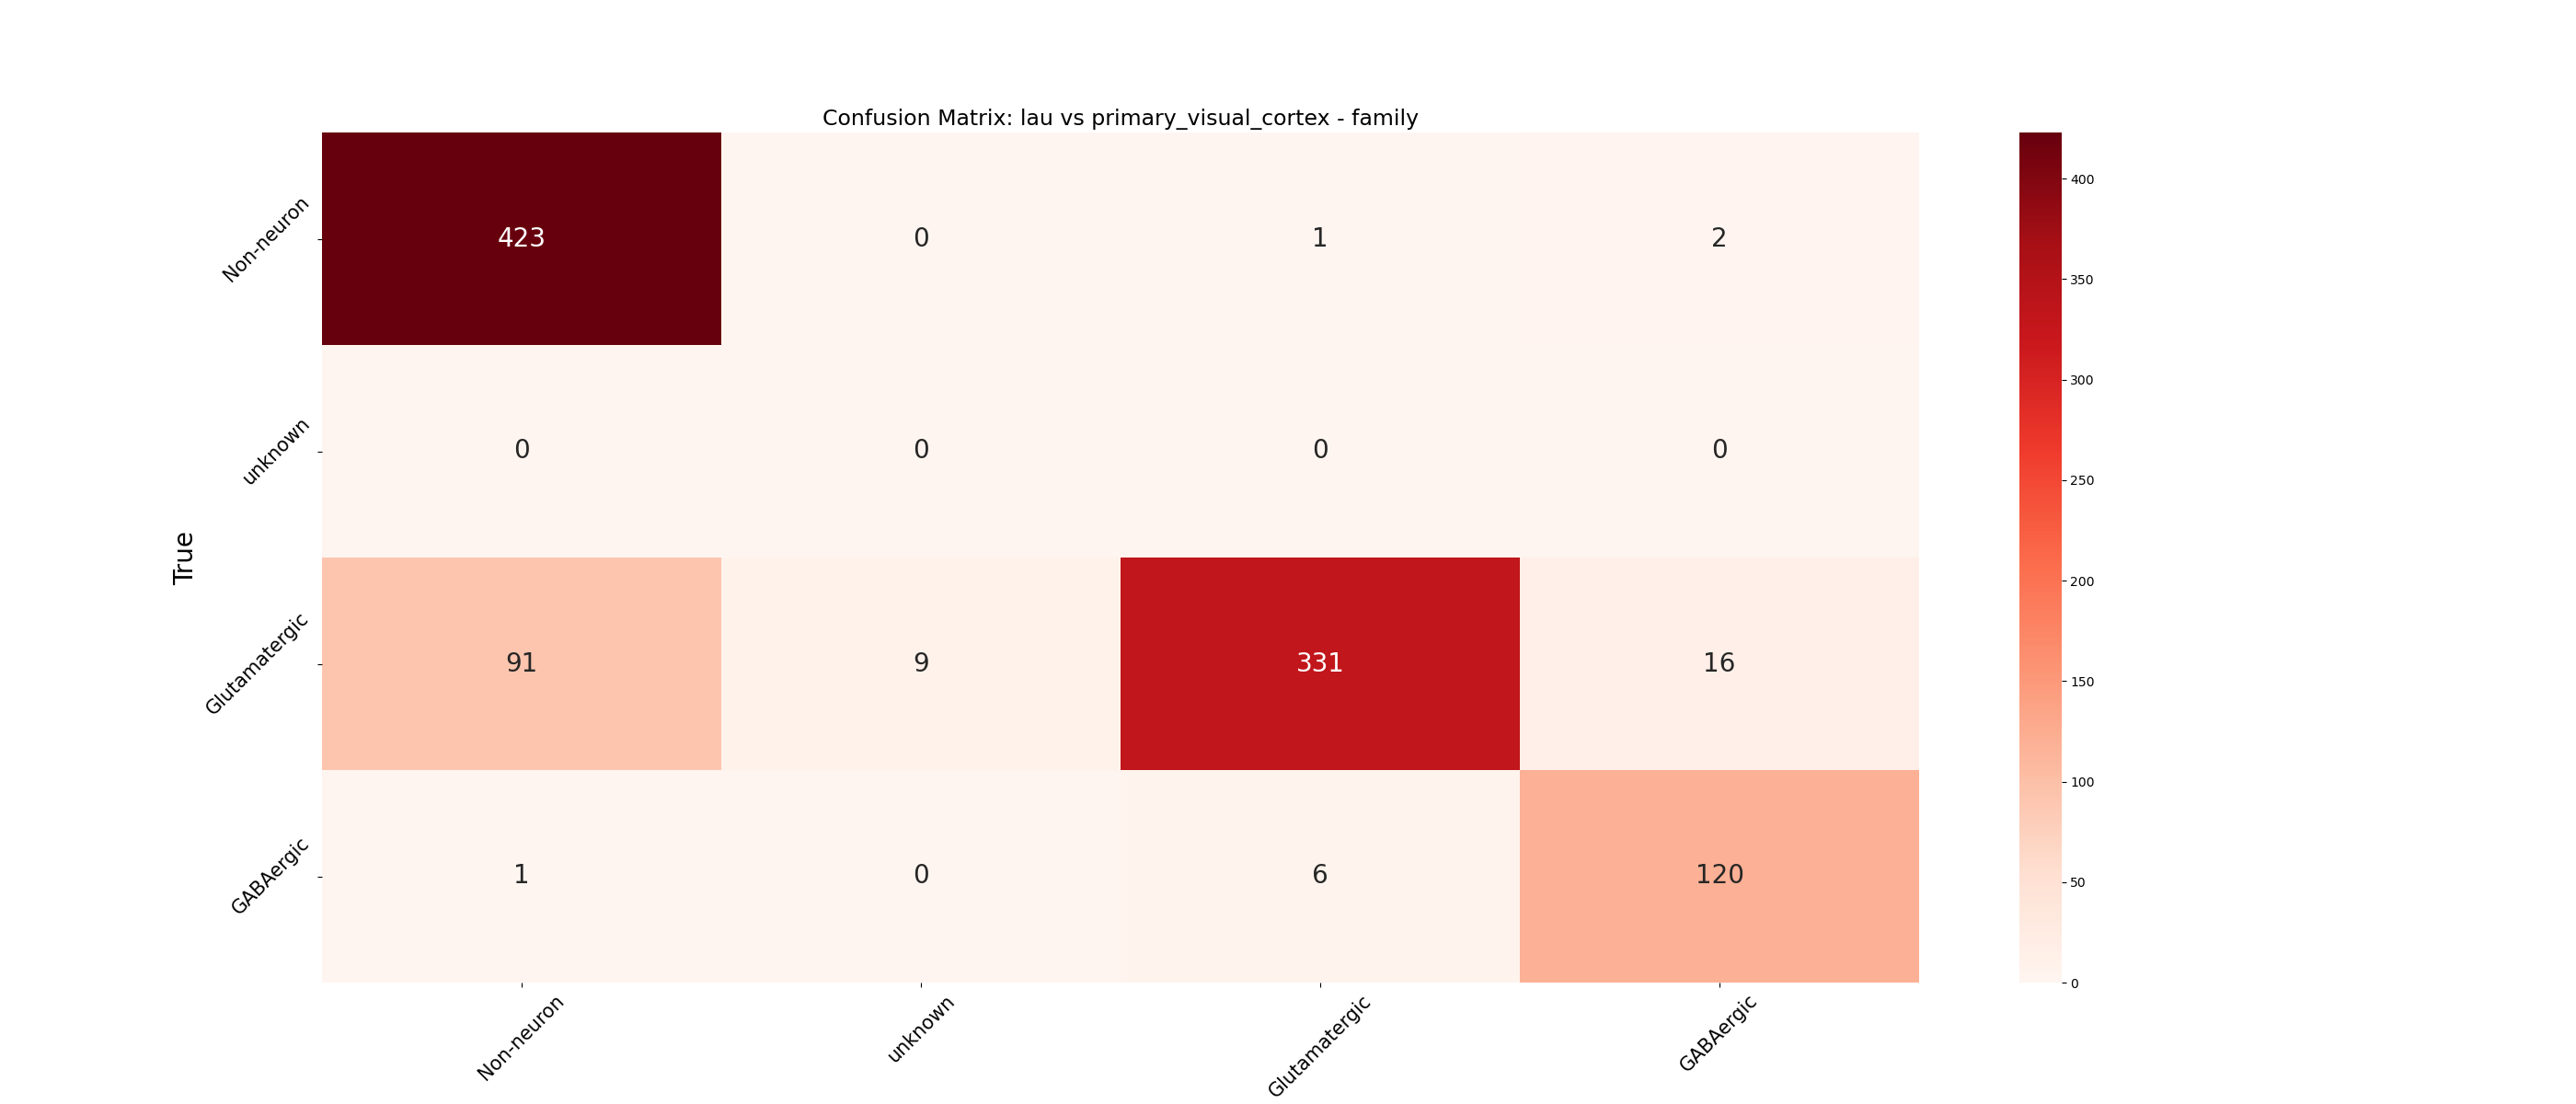 Confusion Matrix: lau vs primary_visual_cortex - family
Non-neuron 423 0 1 2
unknown 0 0 0 0
Glutamatergic 91 9 331 16
GABAergic 1 0 6 120
True
Non-neuron unknown Glutamatergic GABAergic
400
350
300
250
200
150
100
50
0